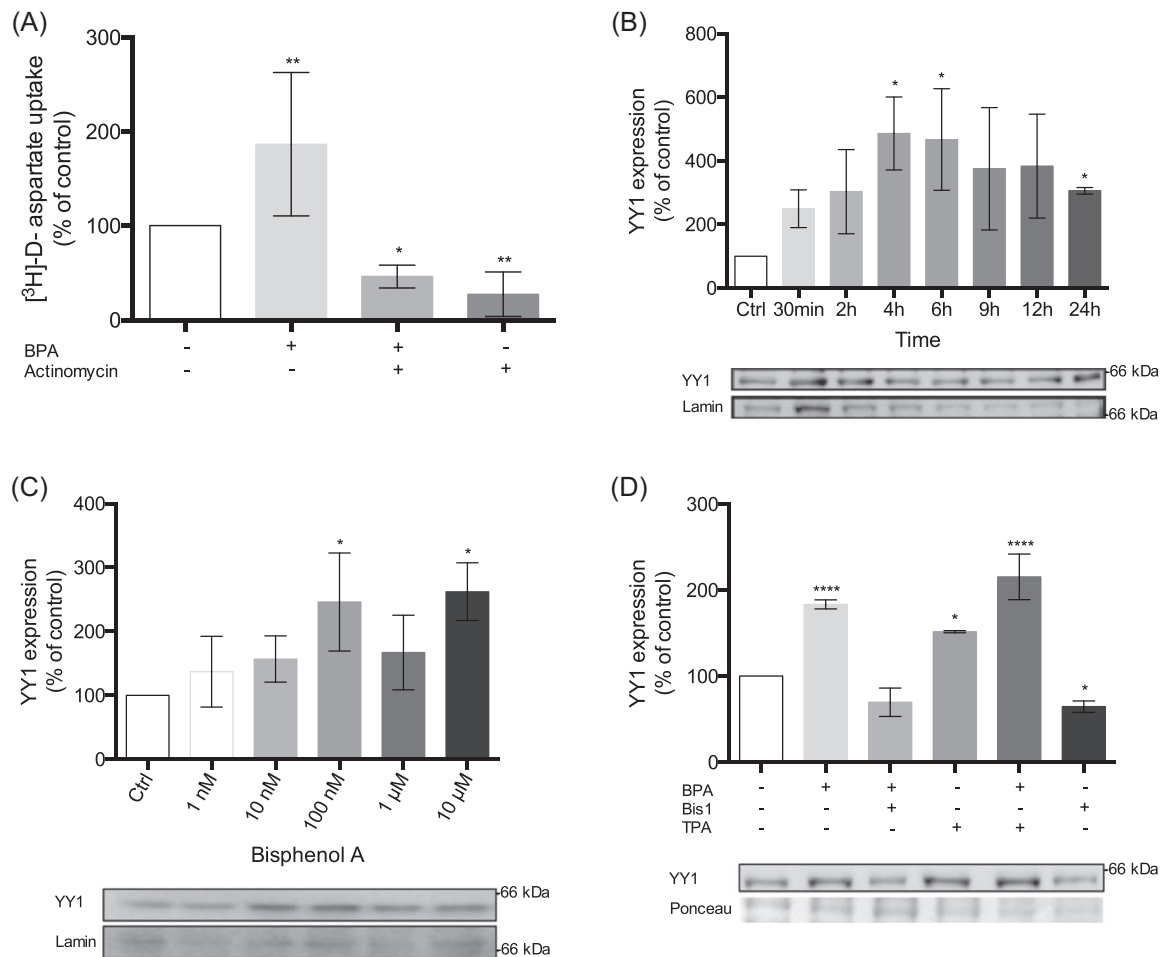 (A)
300
200
100
0
[³H]-D- aspartate uptake
(% of control)
**
*
**
BPA - + + -
Actinomycin - - + +
(B)
800
600
400
200
0
YY1 expression
(% of control)
*
*
*
Ctrl 30min 2h 4h 6h 9h 12h 24h
Time
YY1
-66 kDa
Lamin
-66 kDa
(C)
400
300
200
100
0
YY1 expression
(% of control)
*
*
Ctrl 1 nM 10 nM 100 nM 1 µM 10 µM
Bisphenol A
YY1
-66 kDa
Lamin
-66 kDa
(D)
300
200
100
0
YY1 expression
(% of control)
****
*
****
*
BPA - + + - + -
Bis1 - - + - - +
TPA - - - + + -
YY1
-66 kDa
Ponceau